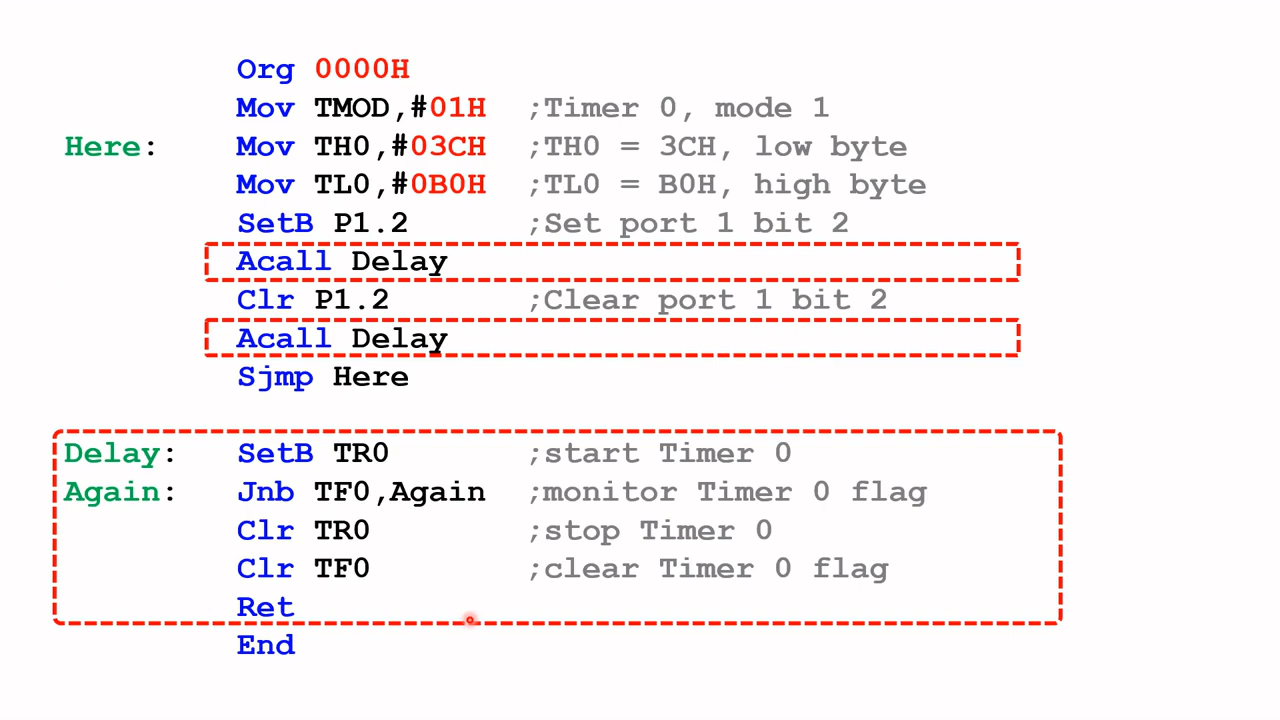 Org 0000H
Mov TMOD,#01H ;Timer 0, mode 1
Here: Mov TH0,#03CH ;TH0 = 3CH, low byte
Mov TL0,#0B0H ;TL0 = B0H, high byte
SetB P1.2 ;Set port 1 bit 2
Acall Delay
Clr P1.2 ;Clear port 1 bit 2
Acall Delay
Sjmp Here
Delay: SetB TR0 ;start Timer 0
Again: Jnb TF0,Again ;monitor Timer 0 flag
Clr TR0 ;stop Timer 0
Clr TF0 ;clear Timer 0 flag
Ret
End